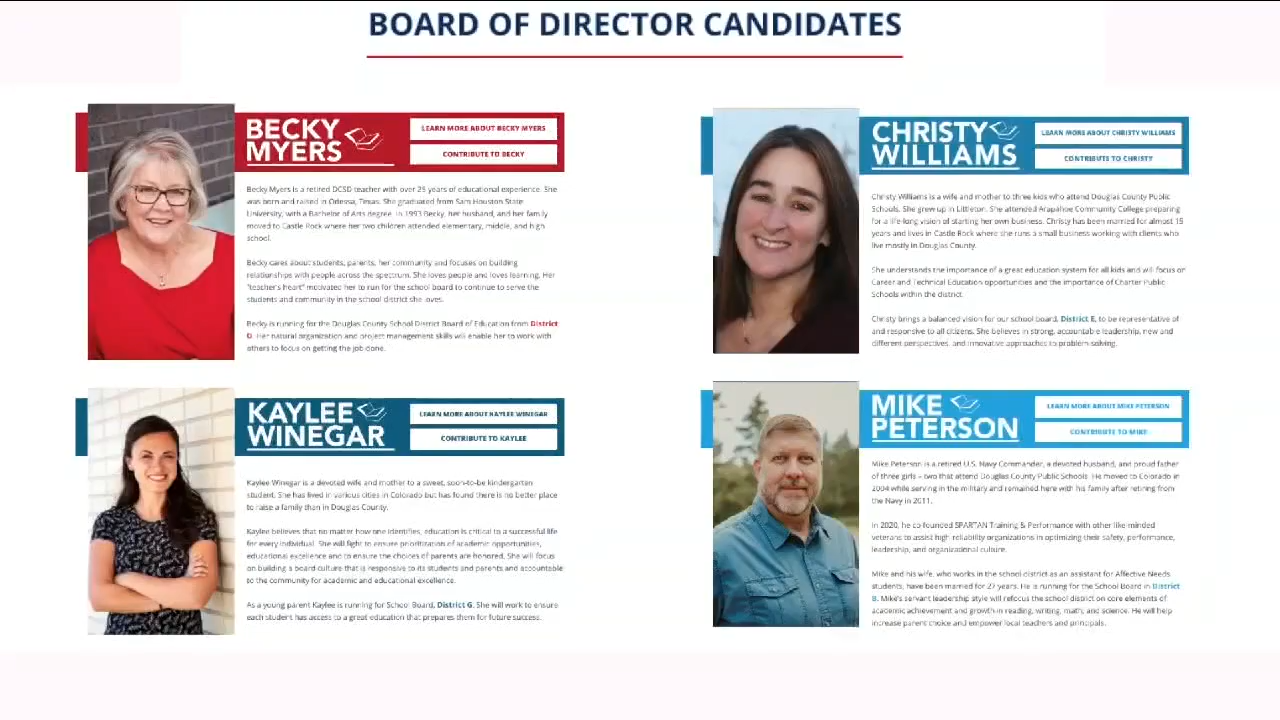 BOARD OF DIRECTOR CANDIDATES
BECKY
MYERS
LEARN MORE ABOUT BECKY MYERS
CONTRIBUTE TO BECKY
Becky Myers is a retired DCSD teacher with over 25 years of educational experience. She
was born and raised in Odessa, Texas. She graduated from Sam Houston State
University, with a Bachelor of Arts degree. In 1993 Becky, her husband, and her family
moved to Castle Rock where her two children attended elementary, middle, and high
school.
Becky cares about students, parents, her community and focuses on building
relationships with people across the spectrum. She loves people and loves learning. Her
"teacher's heart" motivated her to run for the school board to continue to serve the
students and community in the school district she loves.
Becky is running for the Douglas County School District Board of Education from District
D. Her natural organization and project management skills will enable her to work with
others to focus on getting the job done.
CHRISTY
WILLIAMS
LEARN MORE ABOUT CHRISTY WILLIAMS
CONTRIBUTE TO CHRISTY
Christy Williams is a wife and mother to three kids who attend Douglas County Public
Schools. She grew up in Littleton. She attended Arapahoe Community College preparing
for a life-long vision of starting her own business. Christy has been married for almost 15
years and lives in Castle Rock where she runs a small business working with clients who
live mostly in Douglas County.
She understands the importance of a great education system for all kids and will focus on
Career and Technical Education opportunities and the importance of Charter Public
Schools within the district.
Christy brings a balanced vision for our school board, District E, to be representative of
and responsive to all citizens. She believes in strong, accountable leadership, new and
different perspectives, and innovative approaches to problem-solving.
KAYLEE
WINEGAR
LEARN MORE ABOUT KAYLEE WINEGAR
CONTRIBUTE TO KAYLEE
Kaylee Winegar is a devoted wife and mother to a sweet, soon-to-be kindergarten
student. She has lived in various cities in Colorado but has found there is no better place
to raise a family than in Douglas County.
Kaylee believes that no matter how one identifies, education is critical to a successful life
for every individual. She will fight to ensure prioritization of academic opportunities,
educational excellence and to ensure the choices of parents are honored. She will focus
on building a board culture that is responsive to its students and parents and accountable
to the community for academic and educational excellence.
As a young parent Kaylee is running for School Board, District G. She will work to ensure
each student has access to a great education that prepares them for future success.
MIKE
PETERSON
LEARN MORE ABOUT MIKE PETERSON
CONTRIBUTE TO MIKE
Mike Peterson is a retired U.S. Navy Commander, a devoted husband, and proud father
of three girls – two that attend Douglas County Public Schools. He moved to Colorado in
2004 while serving in the military and remained here with his family after retiring from
the Navy in 2011.
In 2020, he co-founded SPARTAN Training & Performance with other like-minded
veterans to assist high-reliability organizations in optimizing their safety, performance,
leadership, and organizational culture.
Mike and his wife, who works in the school district as an assistant for Affective Needs
students, have been married for 27 years. He is running for the School Board in District
B. Mike's servant leadership style will refocus the school district on core elements of
academic achievement and growth in reading, writing, math, and science. He will help
increase parent choice and empower local teachers and principals.